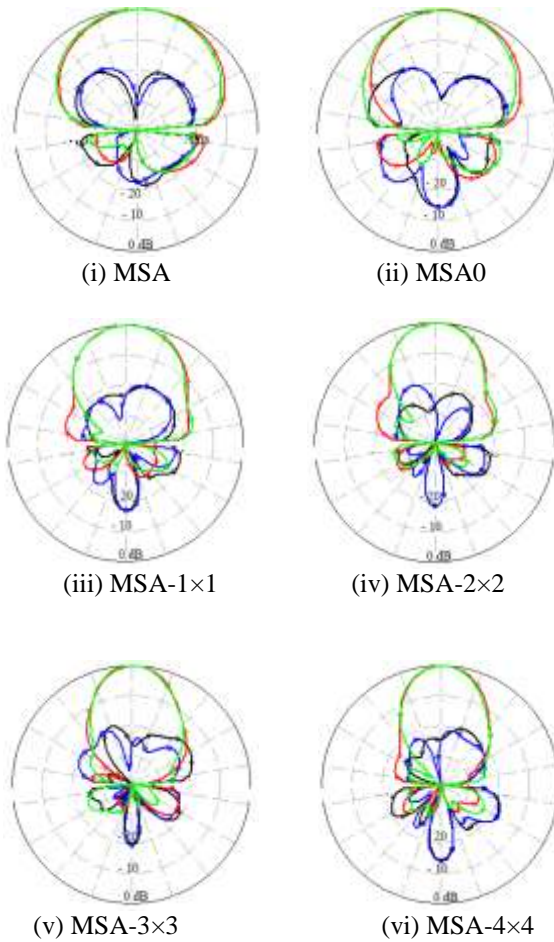 - 20
- 10
0 dB
(i) MSA
- 20
- 10
0 dB
(ii) MSA0
20
- 10
0 dB
(iii) MSA-1×1
20
- 10
0 dB
(iv) MSA-2×2
- 10
0 dB
(v) MSA-3×3
20
- 10
0 dB
(vi) MSA-4×4